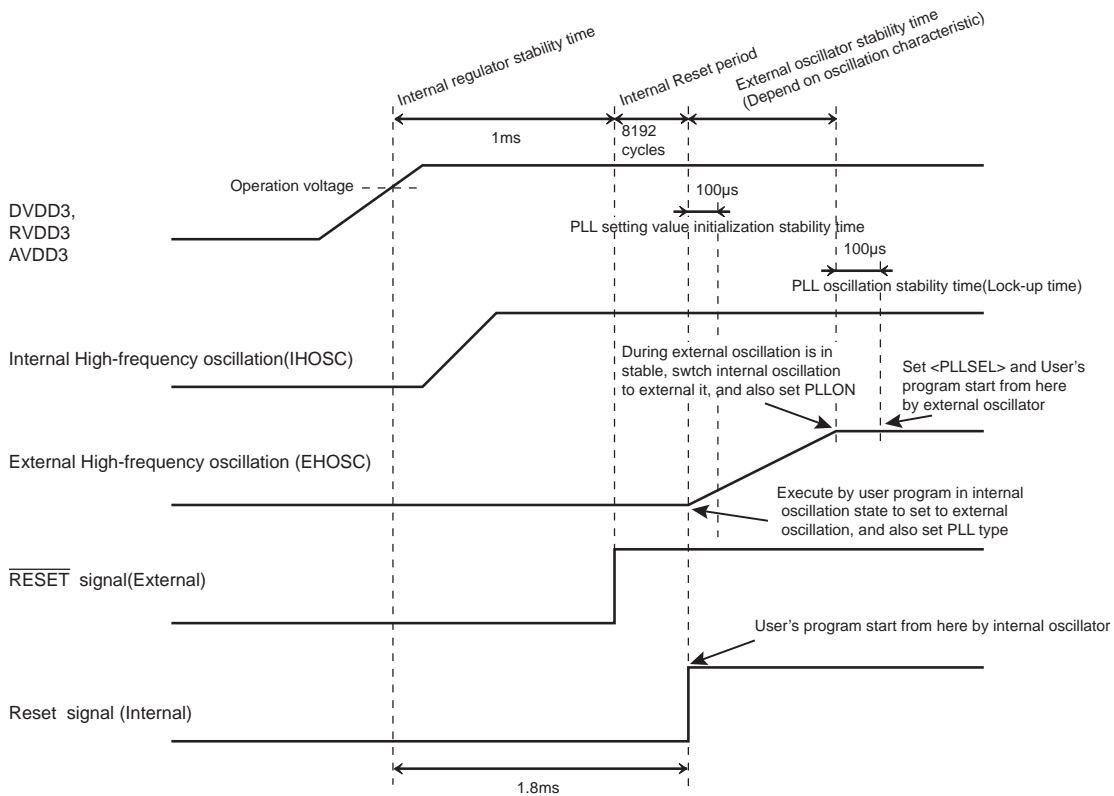 Internal regulator stability time
Internal Reset period
External oscillator stability time
(Depend on oscillation characteristic)
1ms
8192
cycles
Operation voltage
DVDD3,
RVDD3
AVDD3
100µs
PLL setting value initialization stability time
100µs
PLL oscillation stability time(Lock-up time)
Internal High-frequency oscillation(IHOSC)
During external oscillation is in
stable, swtch internal oscillation
to external it, and also set PLLON
Set <PLLSEL> and User's
program start from here
by external oscillator
External High-frequency oscillation (EHOSC)
Execute by user program in internal
oscillation state to set to external
oscillation, and also set PLL type
RESET signal(External)
User's program start from here by internal oscillator
Reset signal (Internal)
1.8ms